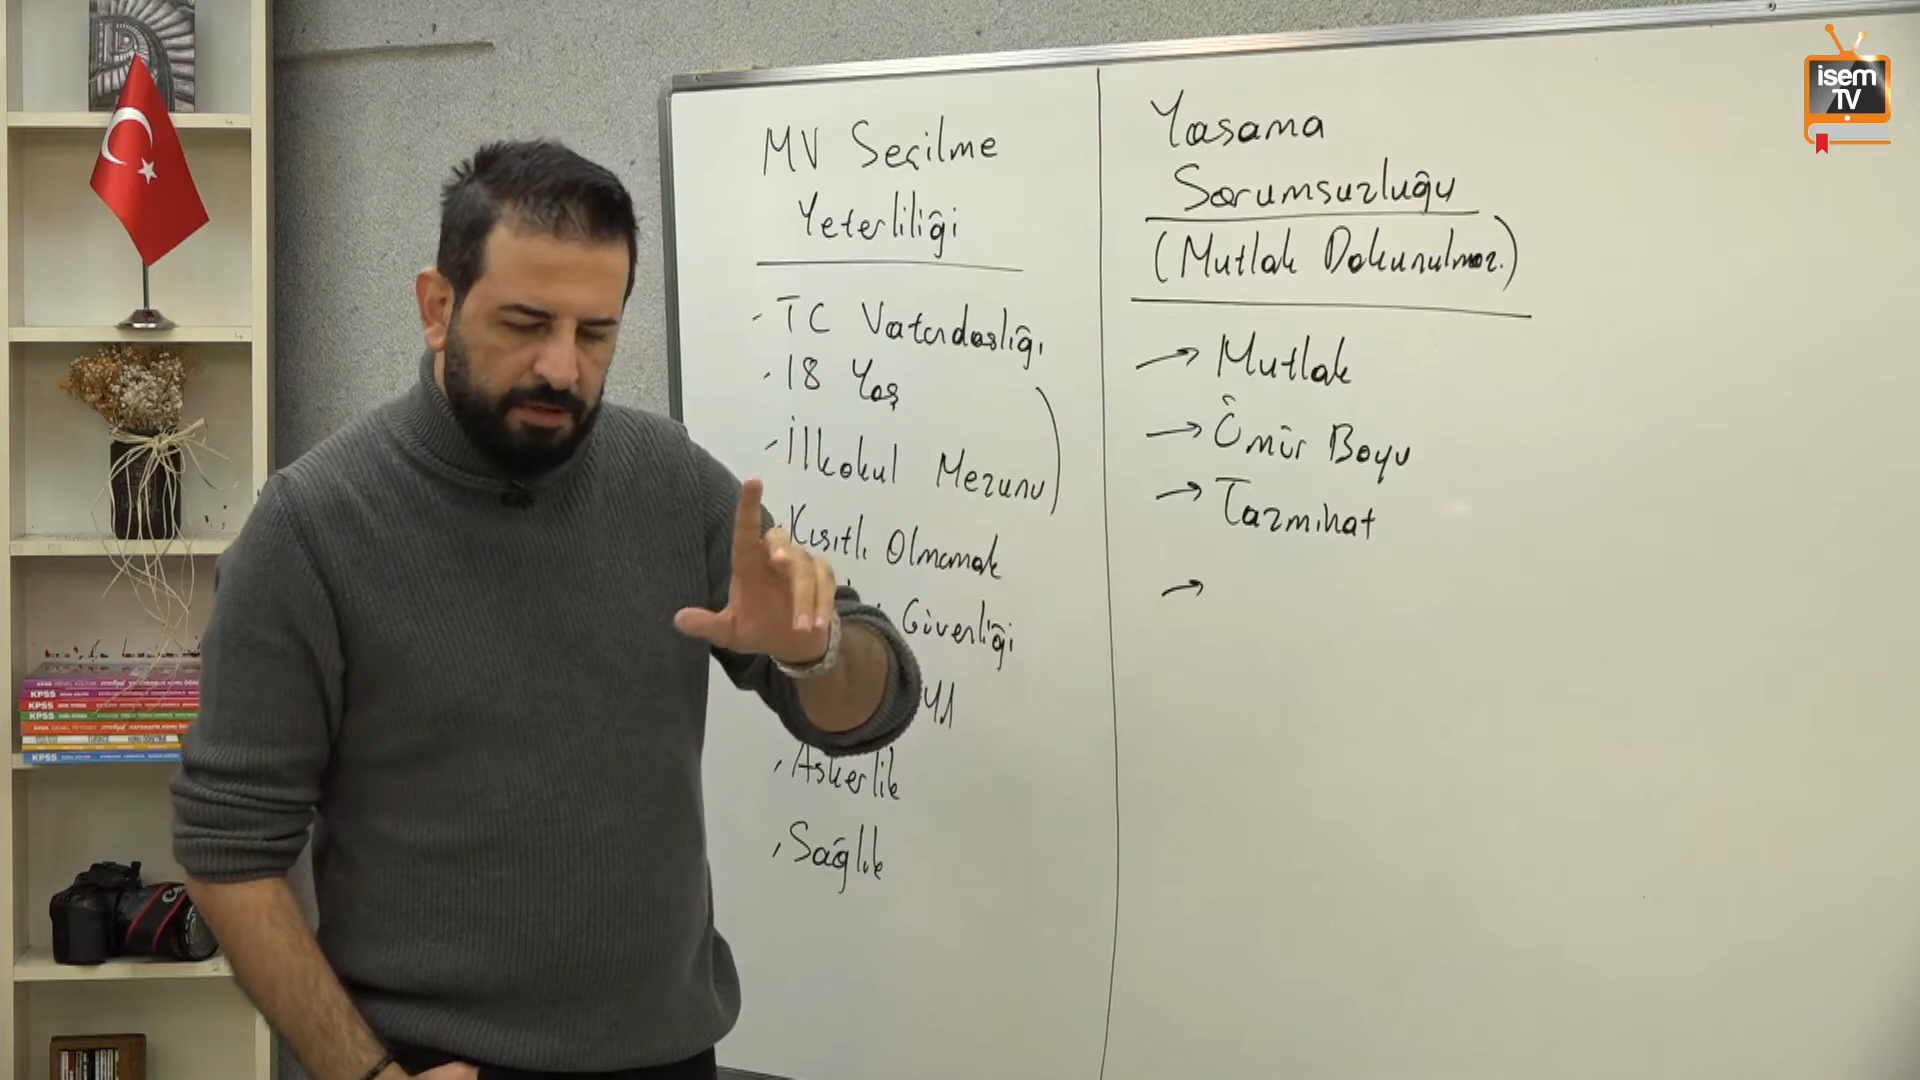 isem
TV
MV Seçilme
Yeterliliği
- TC Vatandaşlığı
- 18 Yaş
- İlkokul Mezunu
Kısıtlı Olmamak
Güvenliği
Askerlik
Sağlık
Yasama
Sorumsuzluğu
(Mutlak Dokunulmaz.)
→ Mutlak
→ Ömür Boyu
→ Tazminat
→
KPSS
KPSS
KPSS
KPSS
KPSS